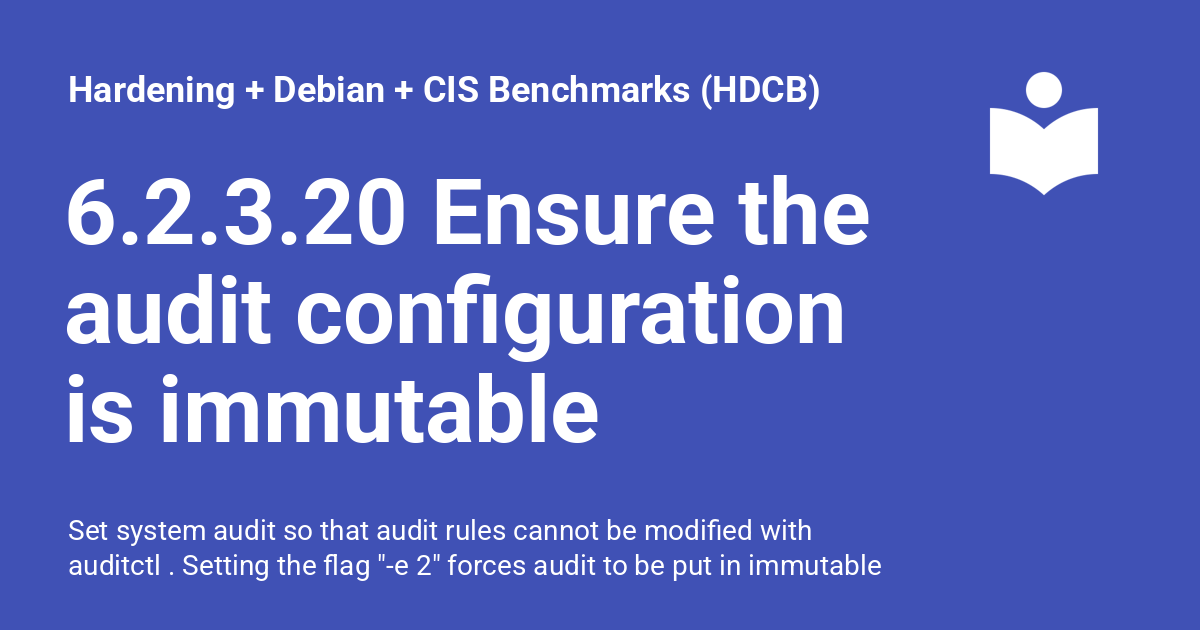 Hardening + Debian + CIS Benchmarks (HDCB)
6.2.3.20 Ensure the
audit configuration
is immutable
Set system audit so that audit rules cannot be modified with
auditctl . Setting the flag "-e 2" forces audit to be put in immutable